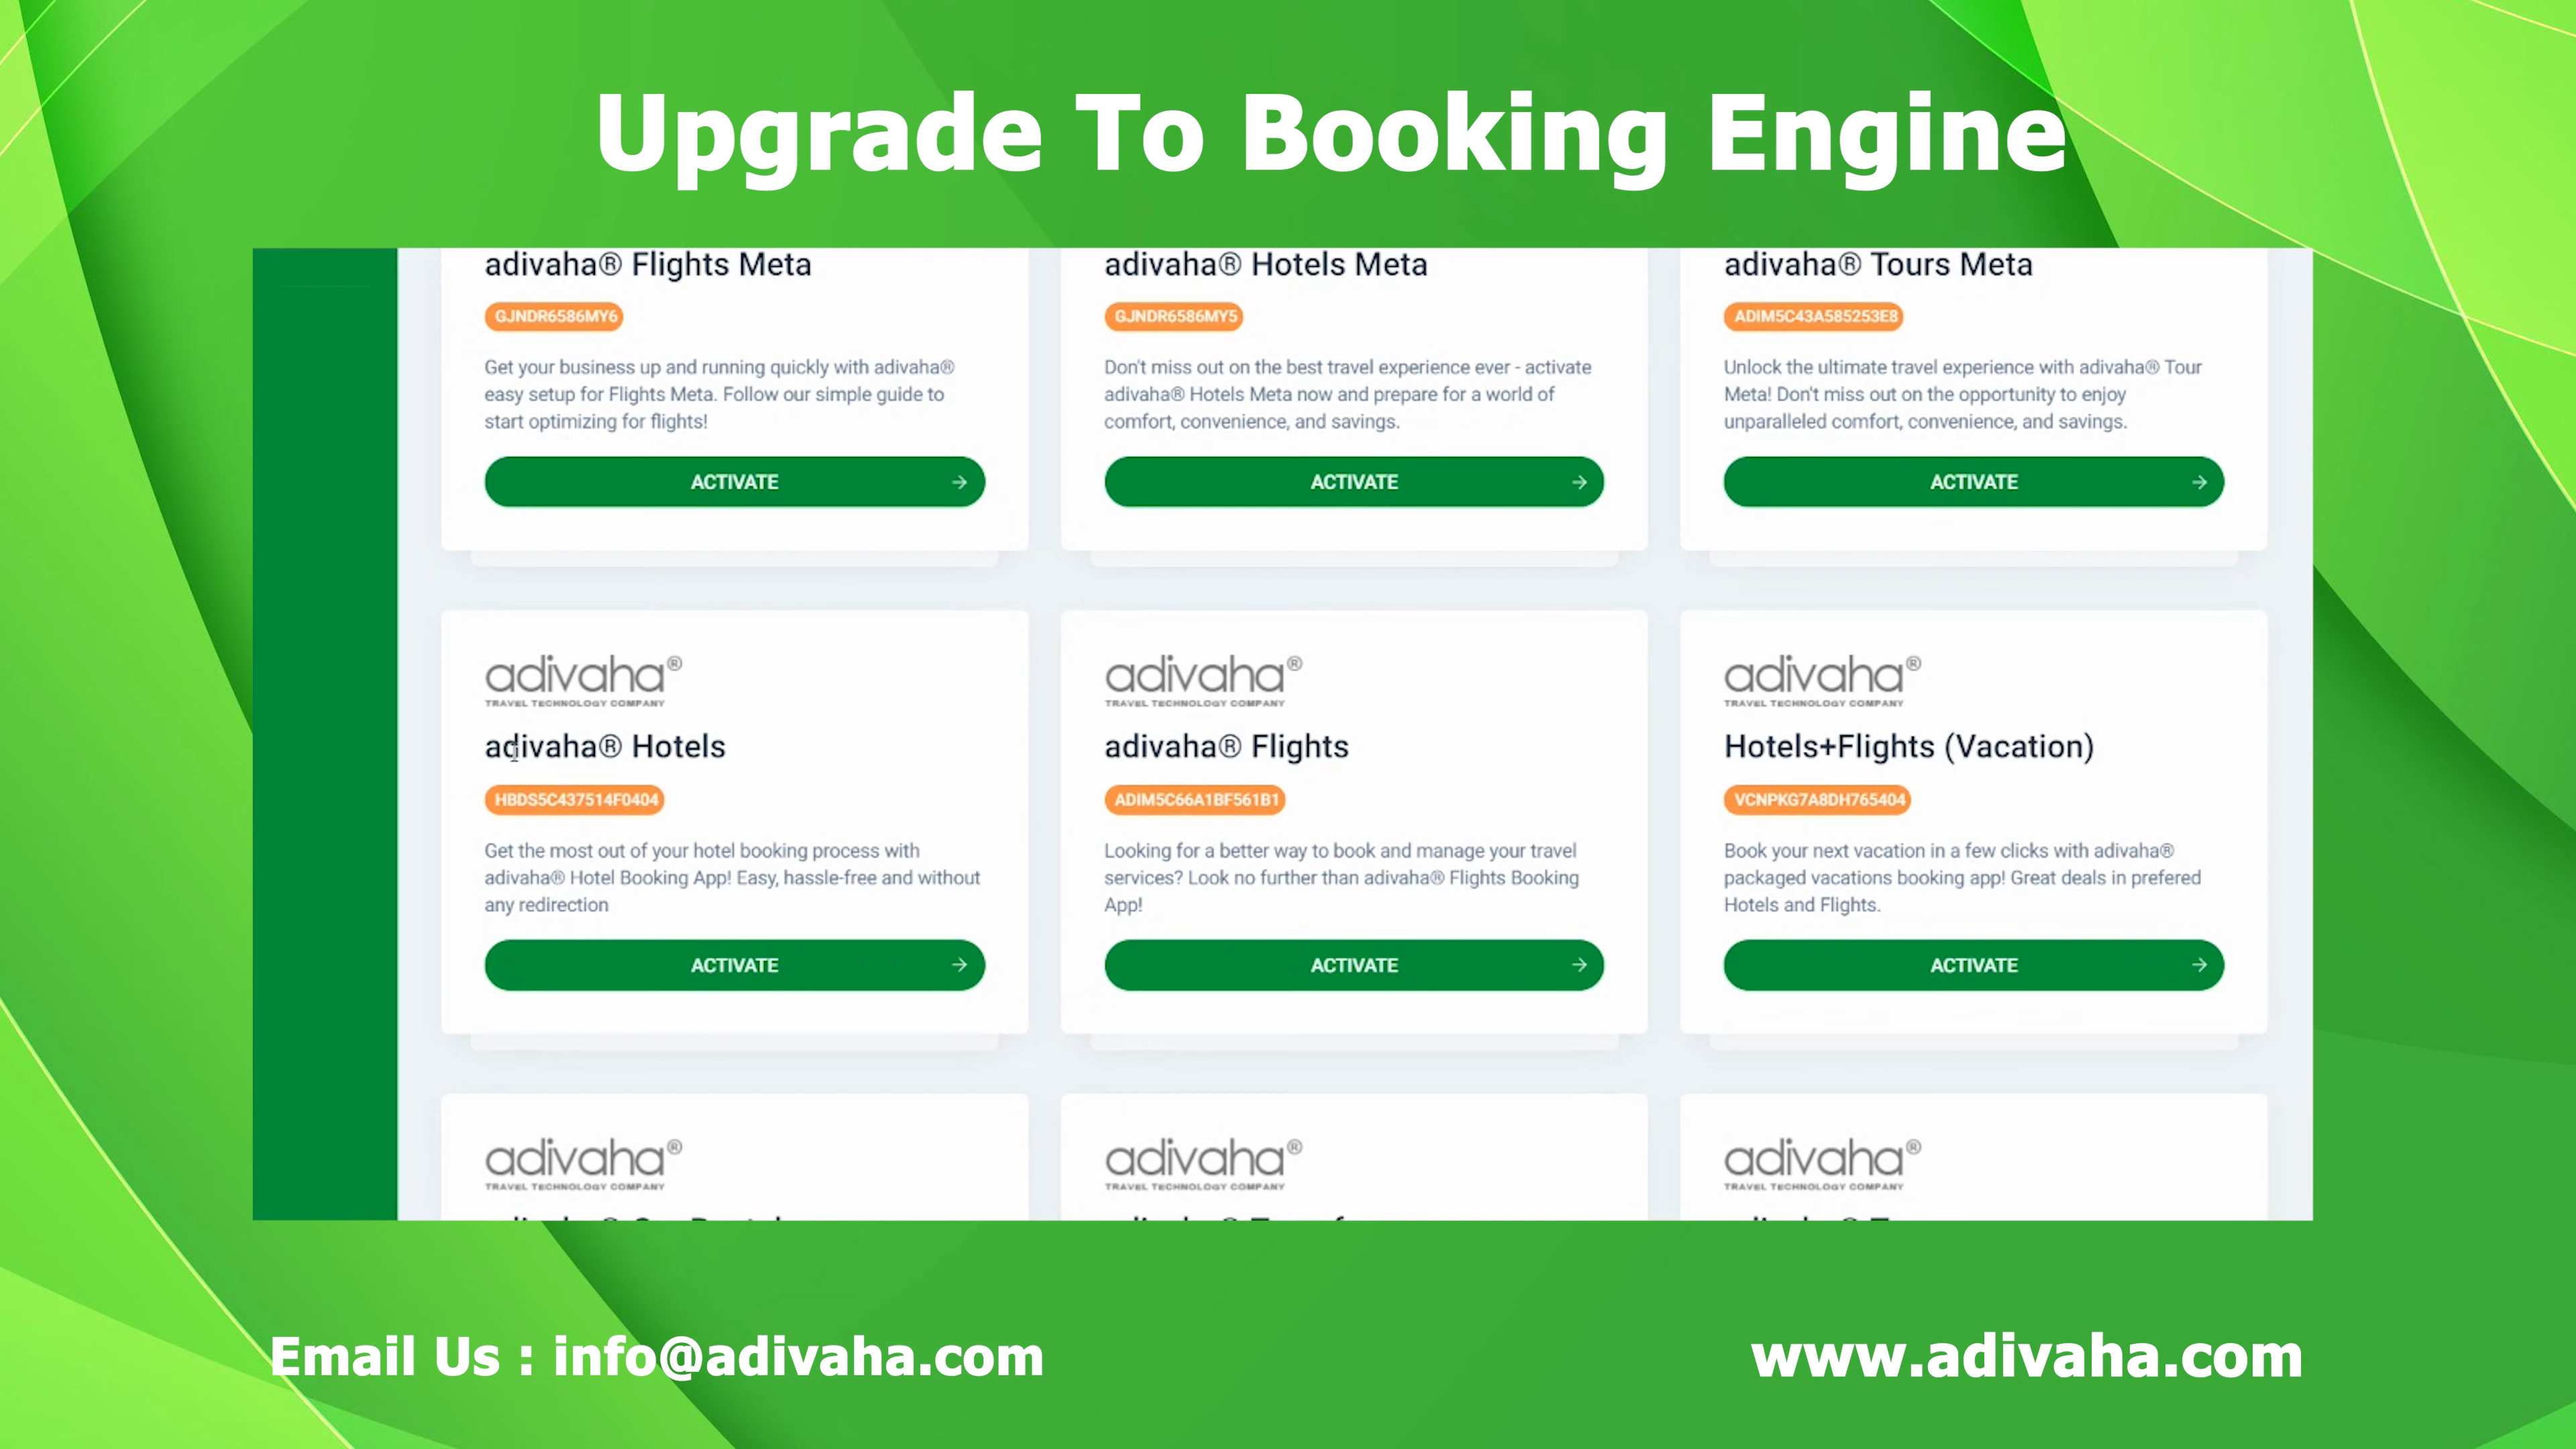 Upgrade To Booking Engine
adivaha® Flights Meta
GJNDR6586MY6
Get your business up and running quickly with adivaha®
easy setup for Flights Meta. Follow our simple guide to
start optimizing for flights!
ACTIVATE
adivaha® Hotels Meta
GJNDR6586MY5
Don't miss out on the best travel experience ever - activate
adivaha® Hotels Meta now and prepare for a world of
comfort, convenience, and savings.
ACTIVATE
adivaha® Tours Meta
ADIM5C43A585253E8
Unlock the ultimate travel experience with adivaha® Tour
Meta! Don't miss out on the opportunity to enjoy
unparalleled comfort, convenience, and savings.
ACTIVATE
adivaha®
TRAVEL TECHNOLOGY COMPANY
adivaha® Hotels
HBDS5C437514F0404
Get the most out of your hotel booking process with
adivaha® Hotel Booking App! Easy, hassle-free and without
any redirection
ACTIVATE
adivaha®
TRAVEL TECHNOLOGY COMPANY
adivaha® Flights
ADIM5C66A1BF561B1
Looking for a better way to book and manage your travel
services? Look no further than adivaha® Flights Booking
App!
ACTIVATE
adivaha®
TRAVEL TECHNOLOGY COMPANY
Hotels+Flights (Vacation)
VCNPKG7A8DH765404
Book your next vacation in a few clicks with adivaha®
packaged vacations booking app! Great deals in prefered
Hotels and Flights.
ACTIVATE
adivaha®
TRAVEL TECHNOLOGY COMPANY
adivaha®
TRAVEL TECHNOLOGY COMPANY
adivaha®
TRAVEL TECHNOLOGY COMPANY
Email Us : info@adivaha.com
www.adivaha.com